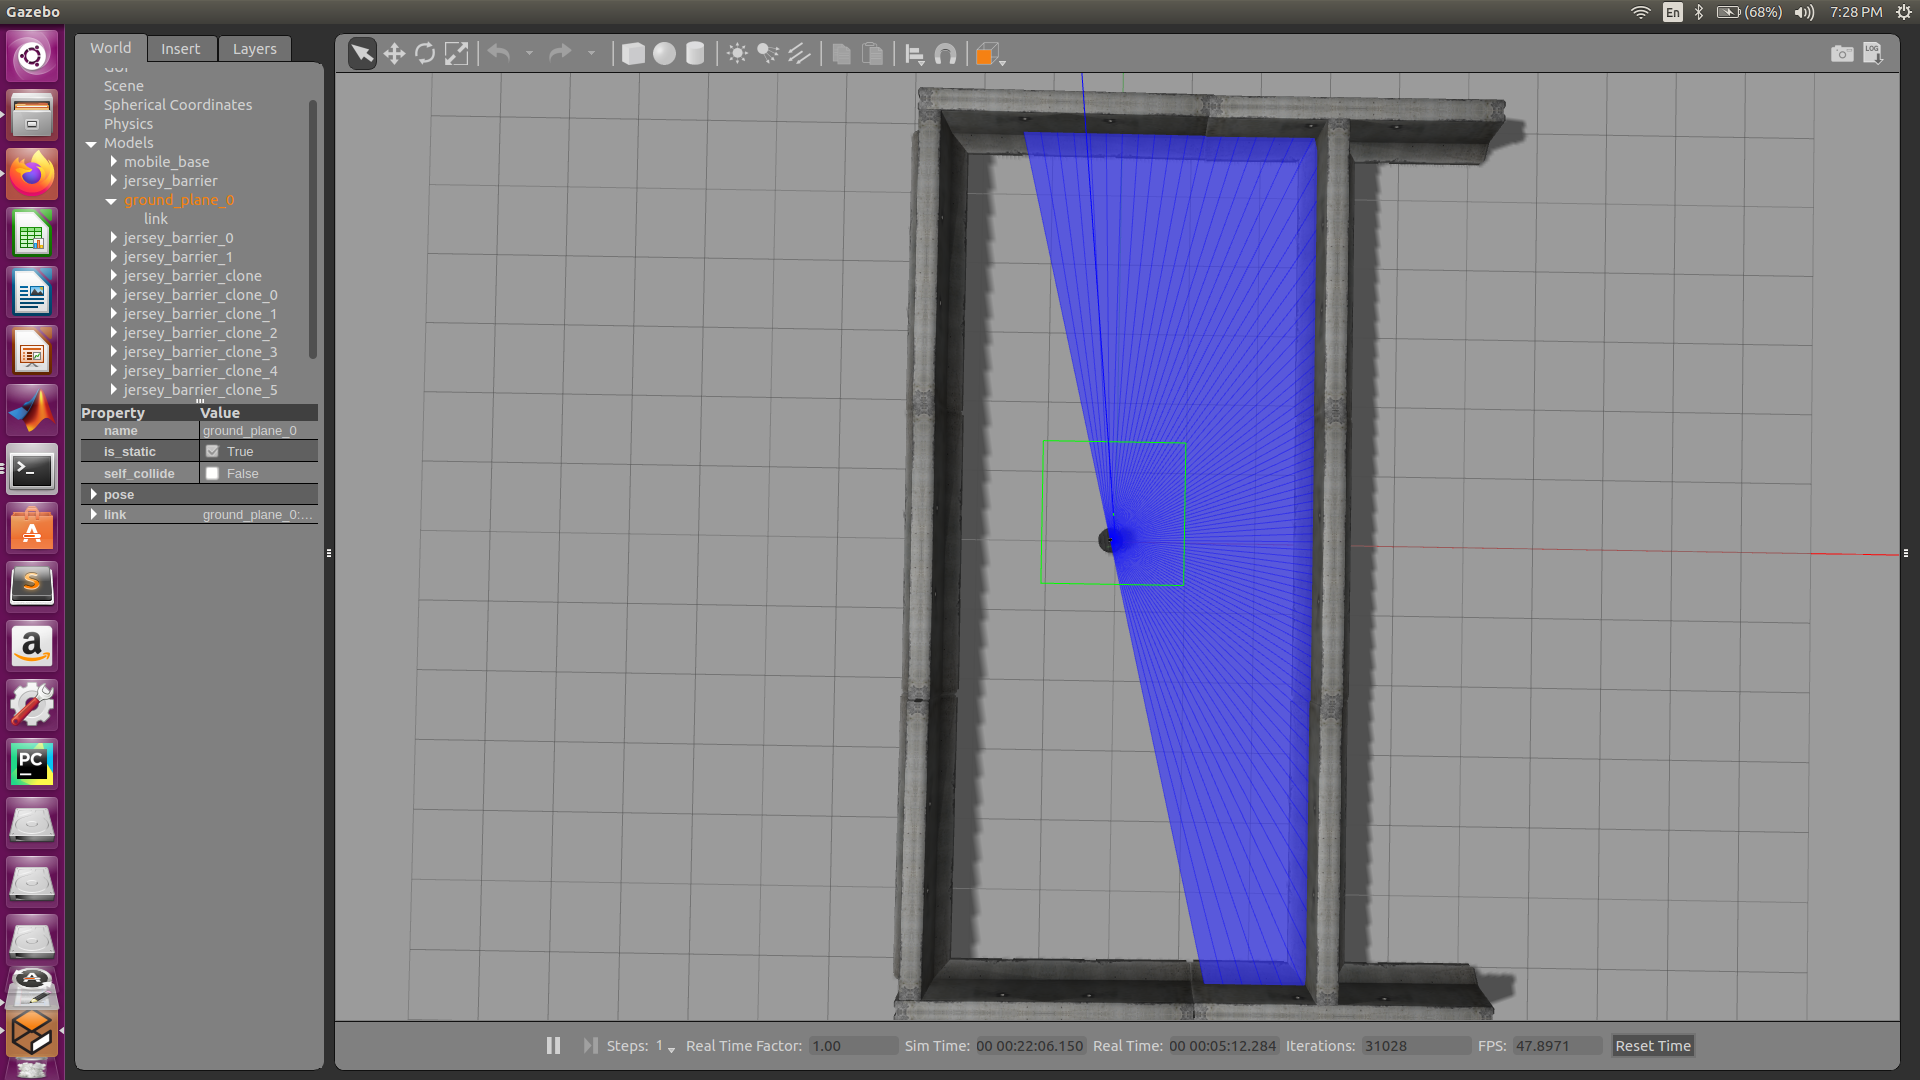 Gazebo
En
(68%)
7:28 PM
World
Insert
Layers
LOG
GUI
Scene
Spherical Coordinates
Physics
Models
mobile_base
jersey_barrier
ground_plane_0
link
jersey_barrier_0
jersey_barrier_1
jersey_barrier_clone
jersey_barrier_clone_0
jersey_barrier_clone_1
jersey_barrier_clone_2
jersey_barrier_clone_3
jersey_barrier_clone_4
jersey_barrier_clone_5
Property Value
name ground_plane_0
is_static True
self_collide False
pose
link ground_plane_0:...
PC
Steps: 1 Real Time Factor: 1.00 Sim Time: 00 00:22:06.150 Real Time: 00 00:05:12.284 Iterations: 31028 FPS: 47.8971 Reset Time